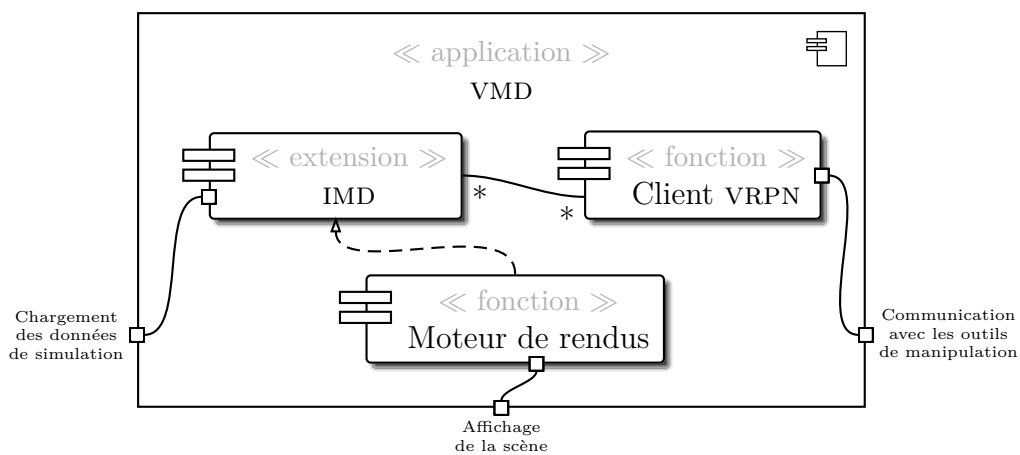 ≪ application ≫
VMD
≪ extension ≫
IMD
*
≪ fonction ≫
Client VRPN
*
≪ fonction ≫
Moteur de rendus
Chargement
des données
de simulation
Communication
avec les outils
de manipulation
Affichage
de la scène